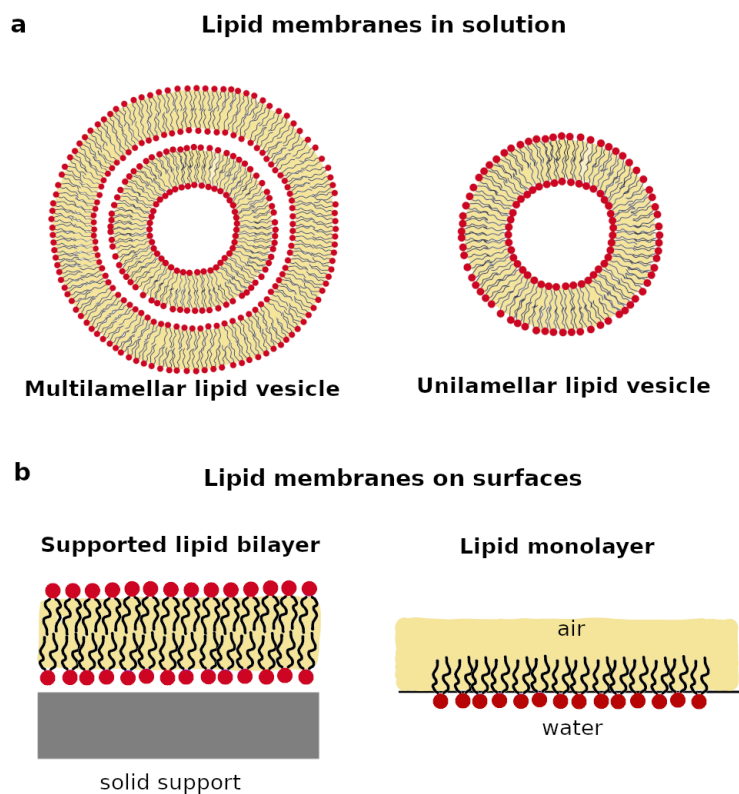 a
Lipid membranes in solution
Multilamellar lipid vesicle
Unilamellar lipid vesicle
b
Lipid membranes on surfaces
Supported lipid bilayer
Lipid monolayer
air
water
solid support